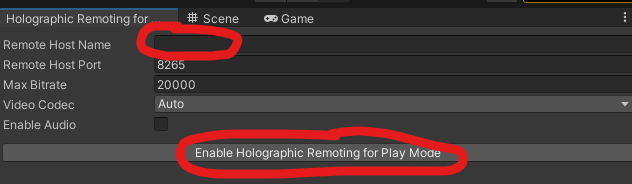 Holographic Remoting for ... Scene Game
Remote Host Name
Remote Host Port 8265
Max Bitrate 20000
Video Codec Auto
Enable Audio
Enable Holographic Remoting for Play Mode